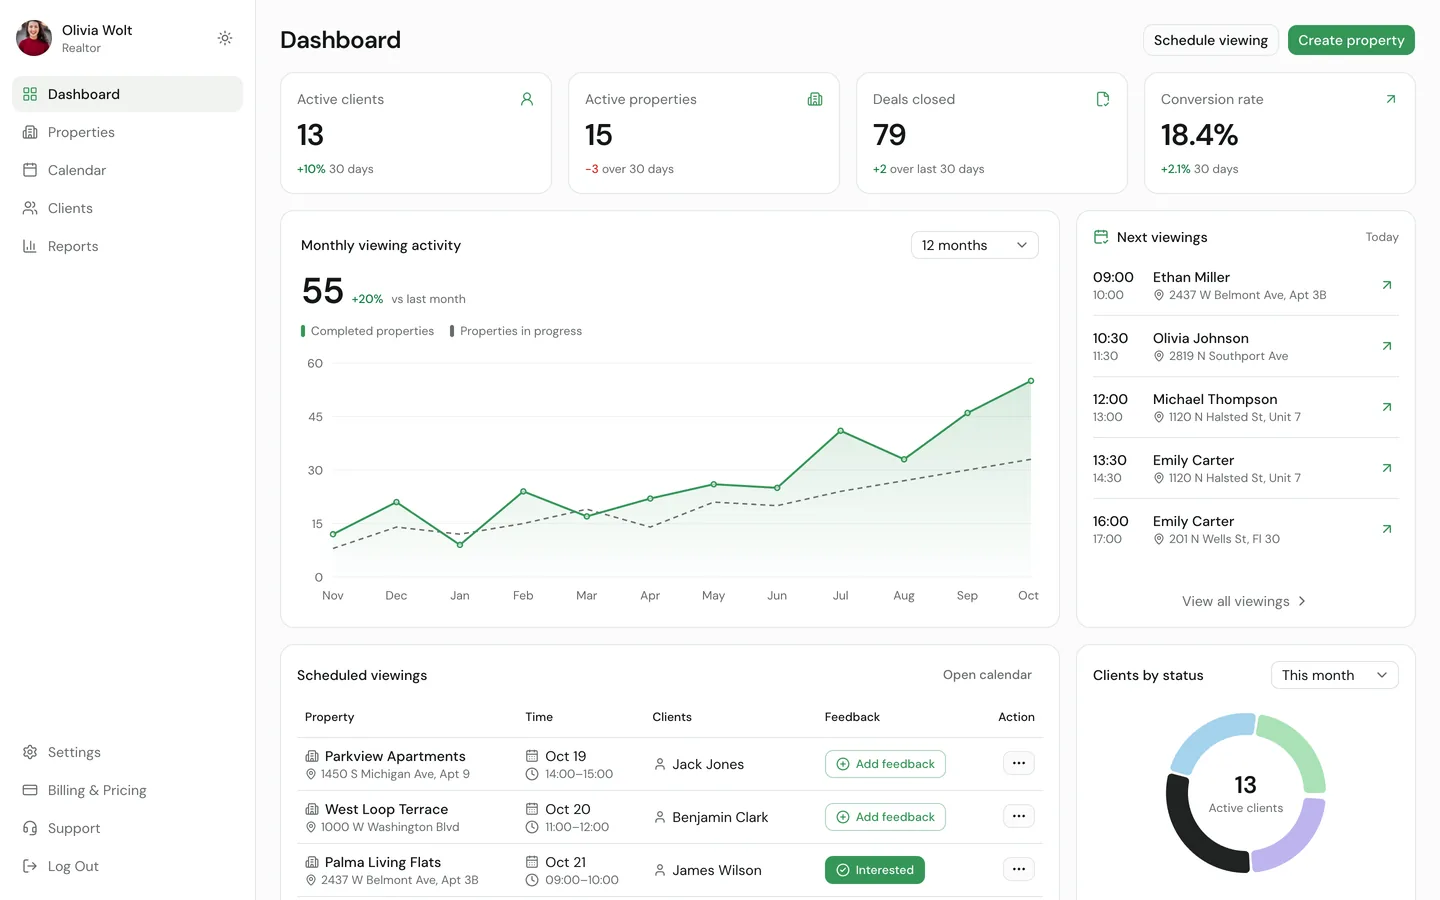 Olivia Wolt
Realtor
Dashboard
Properties
Calendar
Clients
Reports
Settings
Billing & Pricing
Support
Log Out
Dashboard
Schedule viewing
Create property
Active clients
13
+10% 30 days
Active properties
15
-3 over 30 days
Deals closed
79
+2 over last 30 days
Conversion rate
18.4%
+2.1% 30 days
Monthly viewing activity
12 months
55 +20% vs last month
Completed properties Properties in progress
60
45
30
15
0
Nov Dec Jan Feb Mar Apr May Jun Jul Aug Sep Oct
Next viewings Today
09:00 Ethan Miller
10:00 2437 W Belmont Ave, Apt 3B
10:30 Olivia Johnson
11:30 2819 N Southport Ave
12:00 Michael Thompson
13:00 1120 N Halsted St, Unit 7
13:30 Emily Carter
14:30 1120 N Halsted St, Unit 7
16:00 Emily Carter
17:00 201 N Wells St, Fl 30
View all viewings
Scheduled viewings Open calendar
Property Time Clients Feedback Action
Parkview Apartments Oct 19 Jack Jones Add feedback
1450 S Michigan Ave, Apt 9 14:00–15:00
West Loop Terrace Oct 20 Benjamin Clark Add feedback
1000 W Washington Blvd 11:00–12:00
Palma Living Flats Oct 21 James Wilson Interested
2437 W Belmont Ave, Apt 3B 09:00–10:00
Clients by status This month
13
Active clients